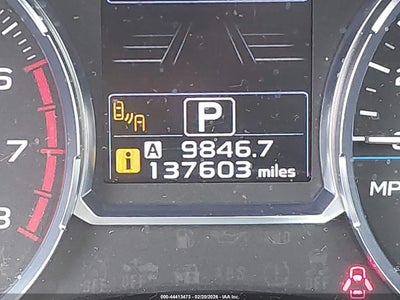 6
7
8
P
i A 9846.7
137603 miles
MP
000-44413473 - 02/20/2026 - IAA Inc.